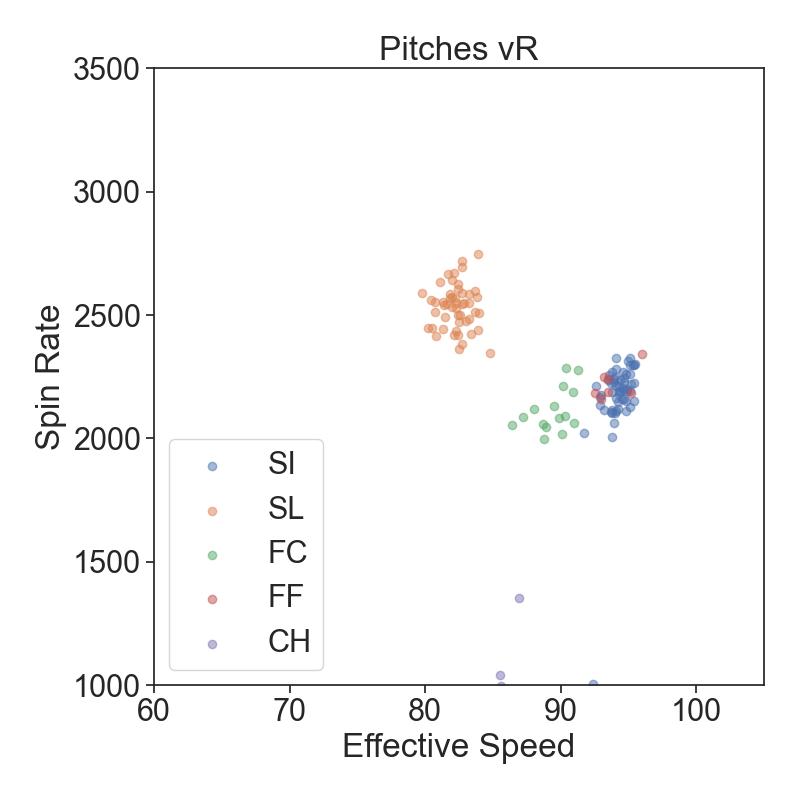 Pitches vR
3500
3000
2500
2000
1500
1000
Spin Rate
SI
SL
FC
FF
CH
60 70 80 90 100
Effective Speed